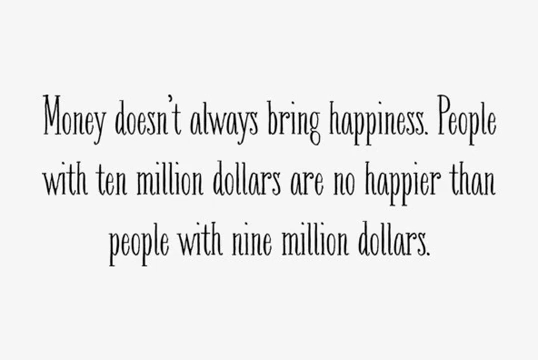 Money doesn't always bring happiness. People
with ten million dollars are no happier than
people with nine million dollars.